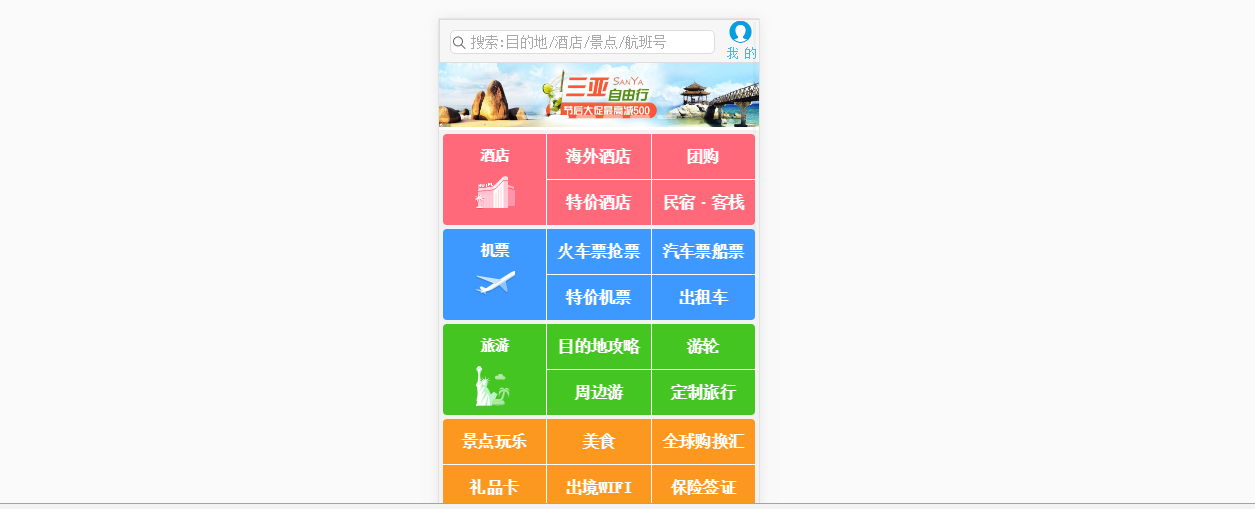 搜索:目的地/酒店/景点/航班号
我 的
三亚 SanYa
自由行
节后大促最高减500
酒店 海外酒店 团购
HOTEL
特价酒店 民宿·客栈
机票 火车票抢票 汽车票船票
特价机票 出租车
旅游 目的地攻略 游轮
周边游 定制旅行
景点玩乐 美食 全球购换汇
礼品卡 出境WIFI 保险签证